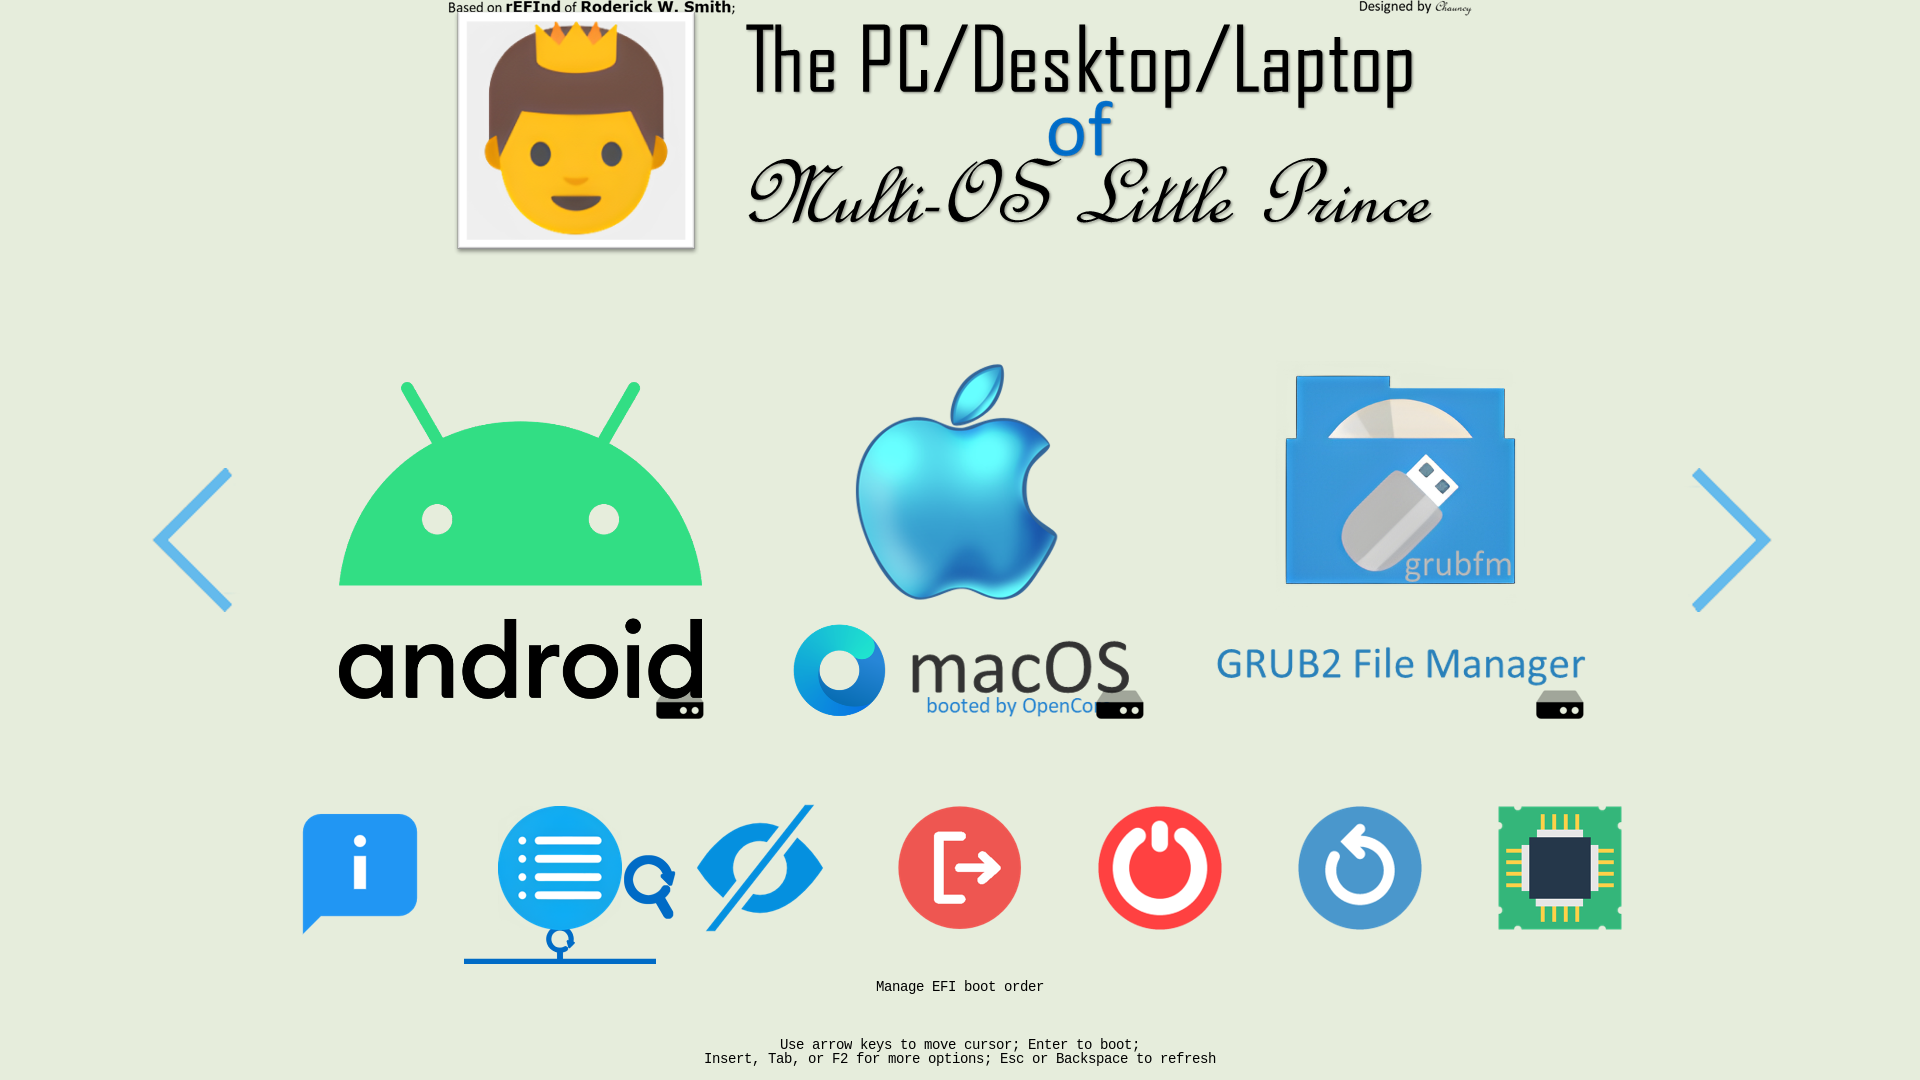 Based on rEFInd of Roderick W. Smith;
Designed by Chauncy
The PC/Desktop/Laptop
of
Multi-OS Little Prince
android
macOS
booted by OpenCor
grubfm
GRUB2 File Manager
Manage EFI boot order
Use arrow keys to move cursor; Enter to boot;
Insert, Tab, or F2 for more options; Esc or Backspace to refresh